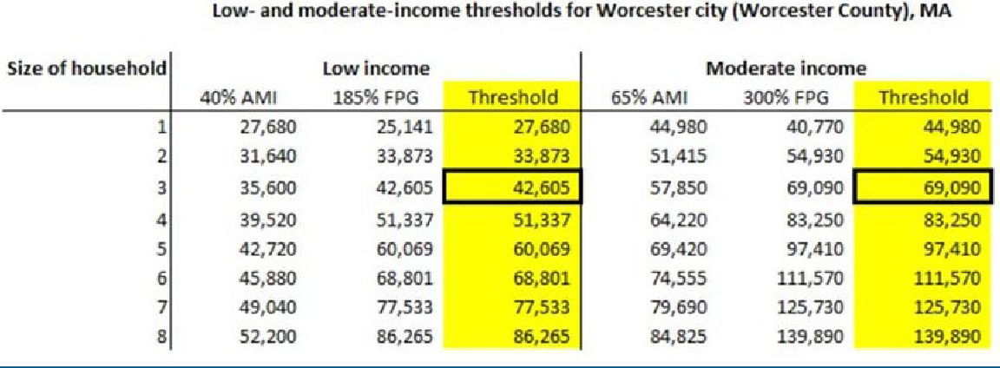 Low- and moderate-income thresholds for Worcester city (Worcester County), MA
Size of household Low income Moderate income
40% AMI 185% FPG Threshold 65% AMI 300% FPG Threshold
1 27,680 25,141 27,680 44,980 40,770 44,980
2 31,640 33,873 33,873 51,415 54,930 54,930
3 35,600 42,605 42,605 57,850 69,090 69,090
4 39,520 51,337 51,337 64,220 83,250 83,250
5 42,720 60,069 60,069 69,420 97,410 97,410
6 45,880 68,801 68,801 74,555 111,570 111,570
7 49,040 77,533 77,533 79,690 125,730 125,730
8 52,200 86,265 86,265 84,825 139,890 139,890